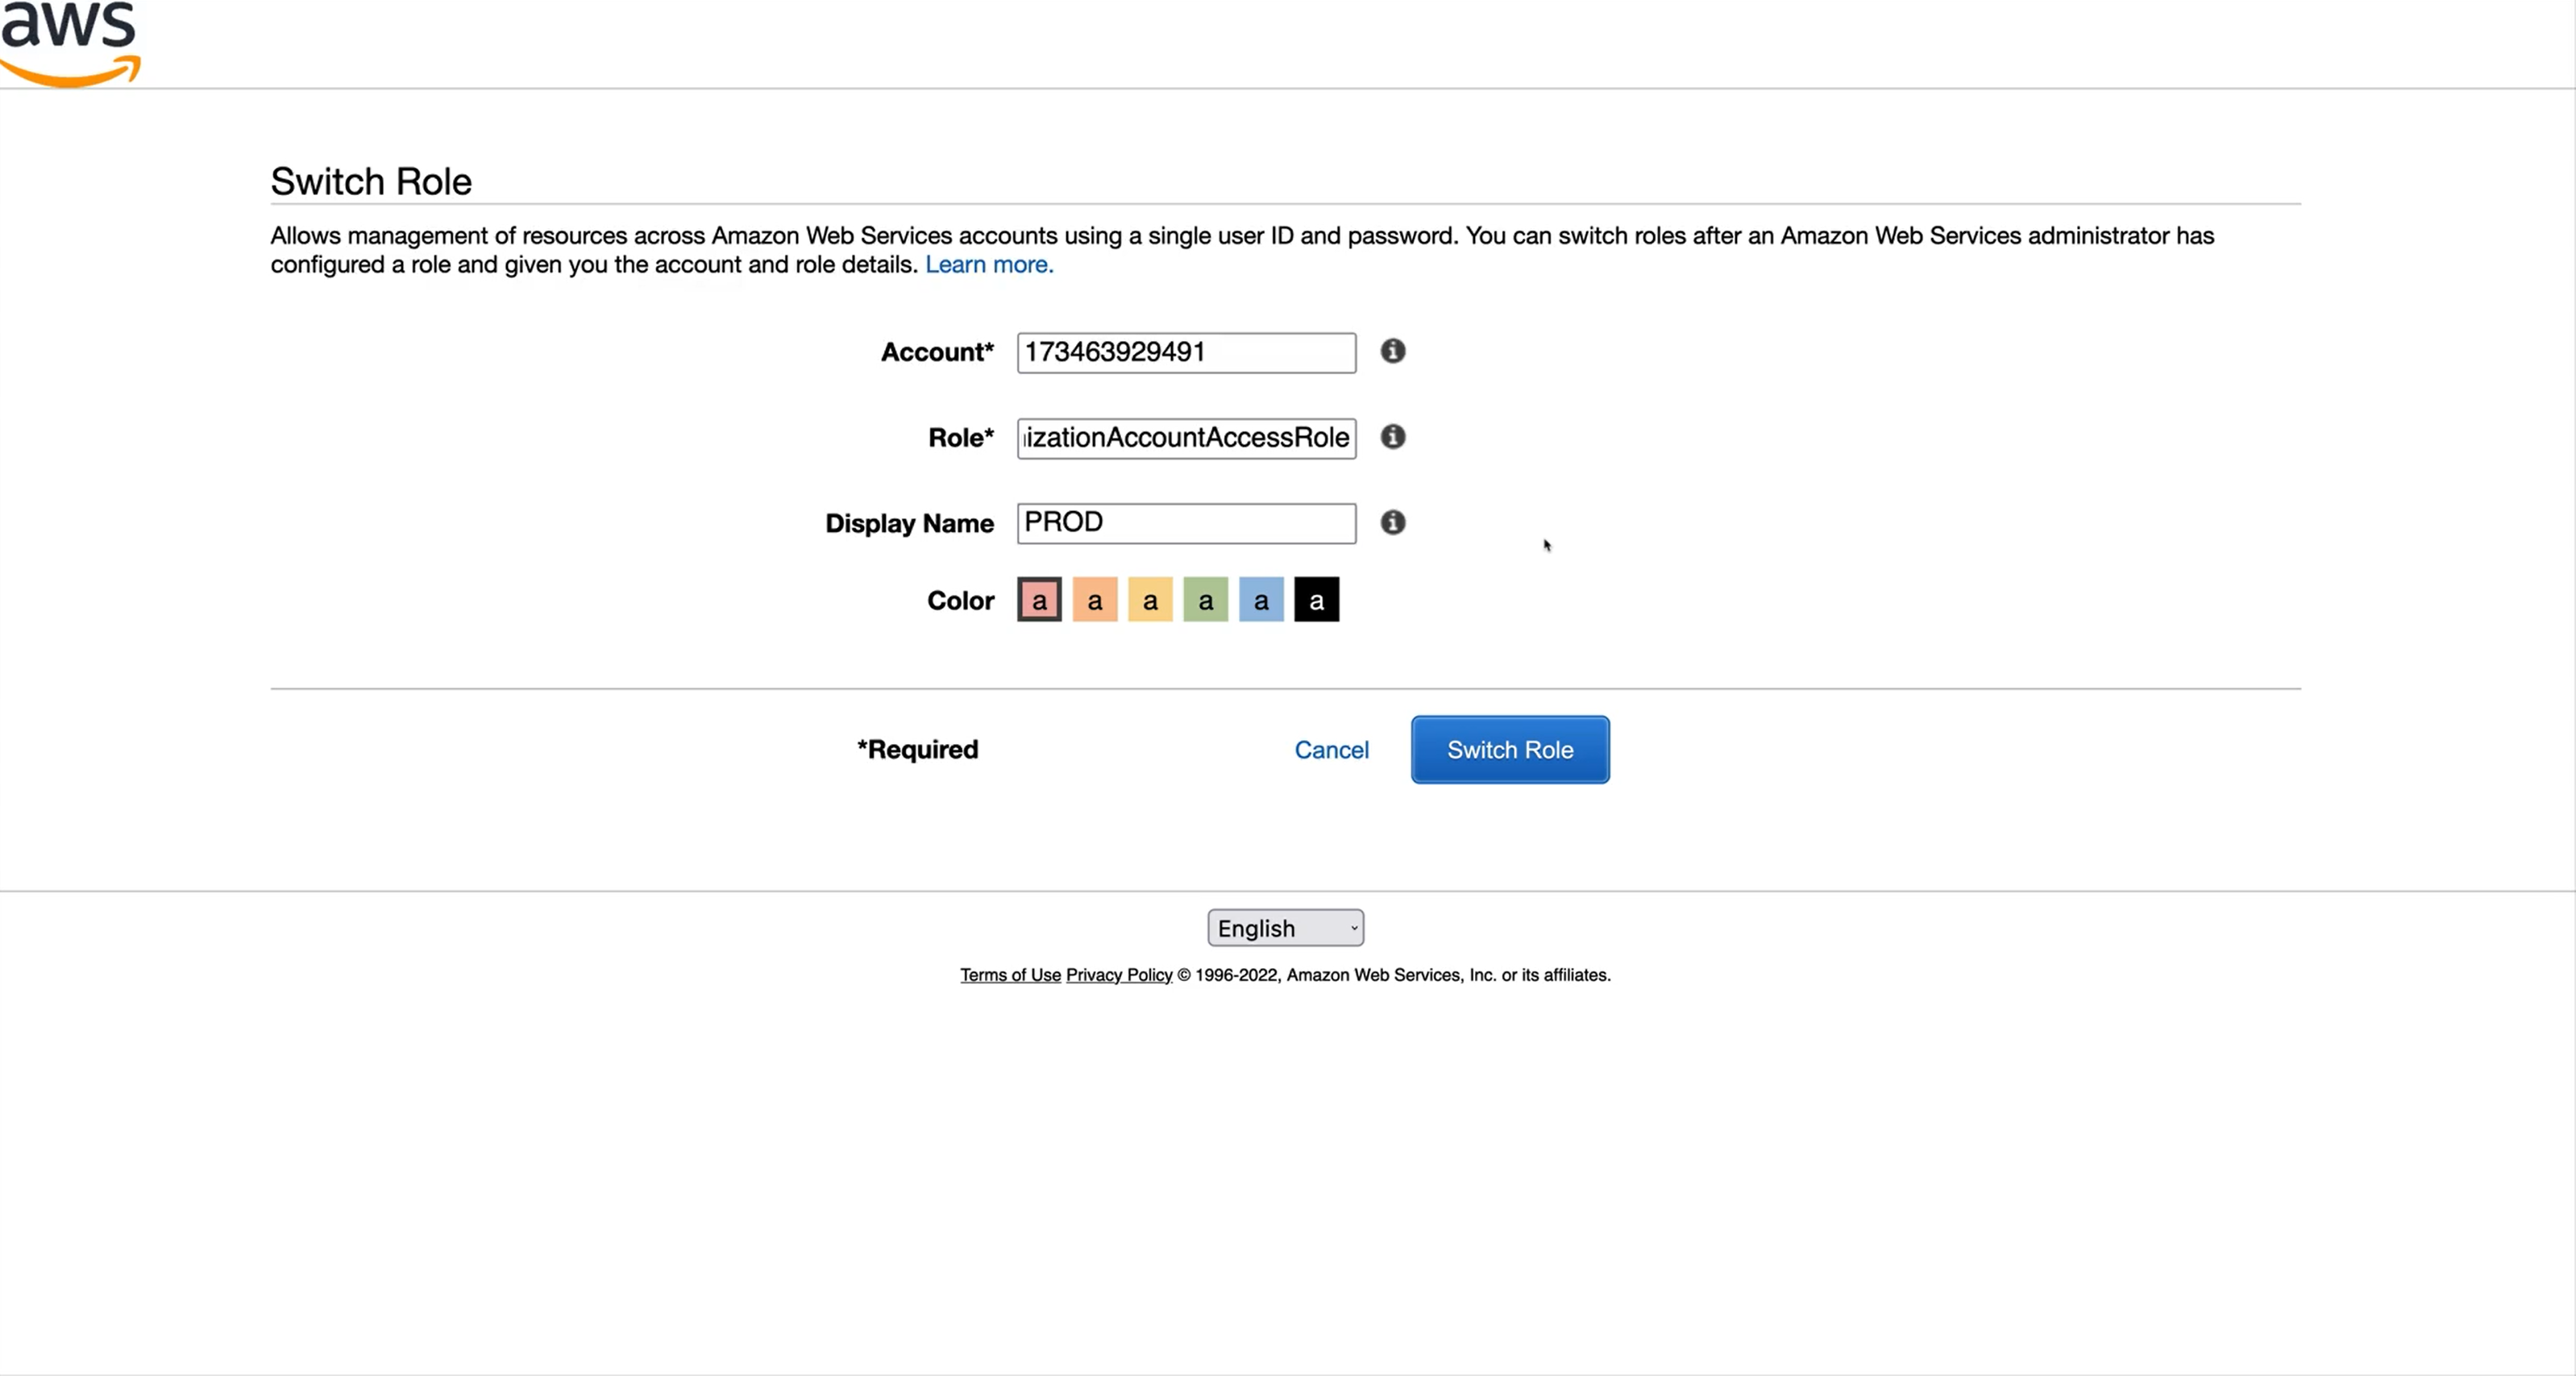 aws
Switch Role
Allows management of resources across Amazon Web Services accounts using a single user ID and password. You can switch roles after an Amazon Web Services administrator has
configured a role and given you the account and role details. Learn more.
Account* 173463929491
Role* izationAccountAccessRole
Display Name PROD
Color a a a a a a
*Required Cancel Switch Role
English
Terms of Use Privacy Policy © 1996-2022, Amazon Web Services, Inc. or its affiliates.